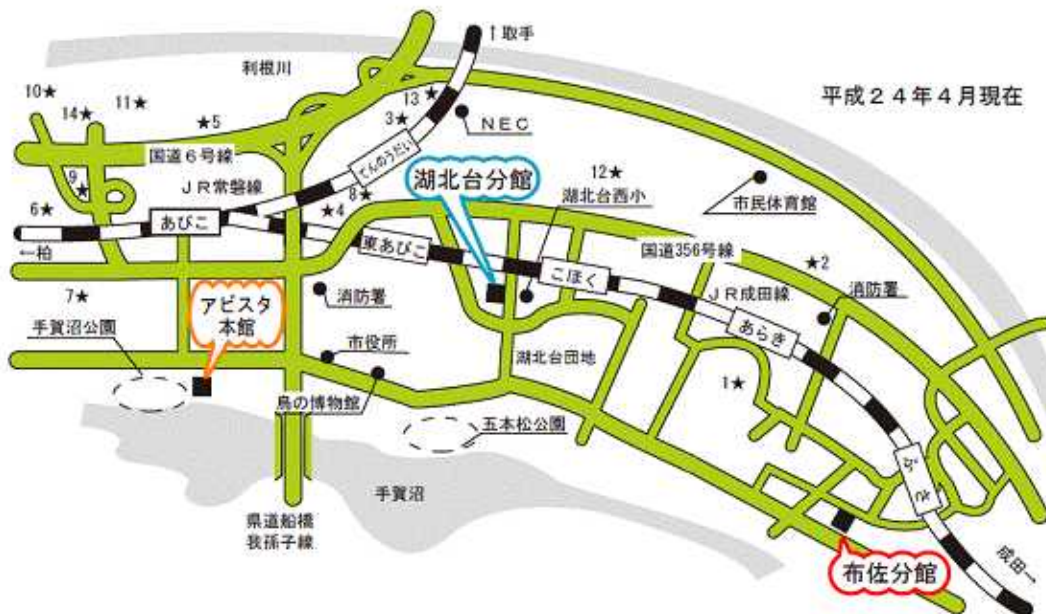 ↑取手
利根川
平成２４年４月現在
10★
11★
14★
★5
13★
3★
ＮＥＣ
国道６号線
てんのうだい
9★
ＪＲ常磐線
8★
湖北台分館
12★
湖北台西小
市民体育館
6★
★4
あびこ
東あびこ
こほく
国道356号線
★2
←柏
7★
アビスタ
本館
消防署
ＪＲ成田線
消防署
あらき
手賀沼公園
市役所
湖北台団地
1★
鳥の博物館
五本松公園
ふさ
手賀沼
県道船橋
我孫子線
布佐分館
成田→